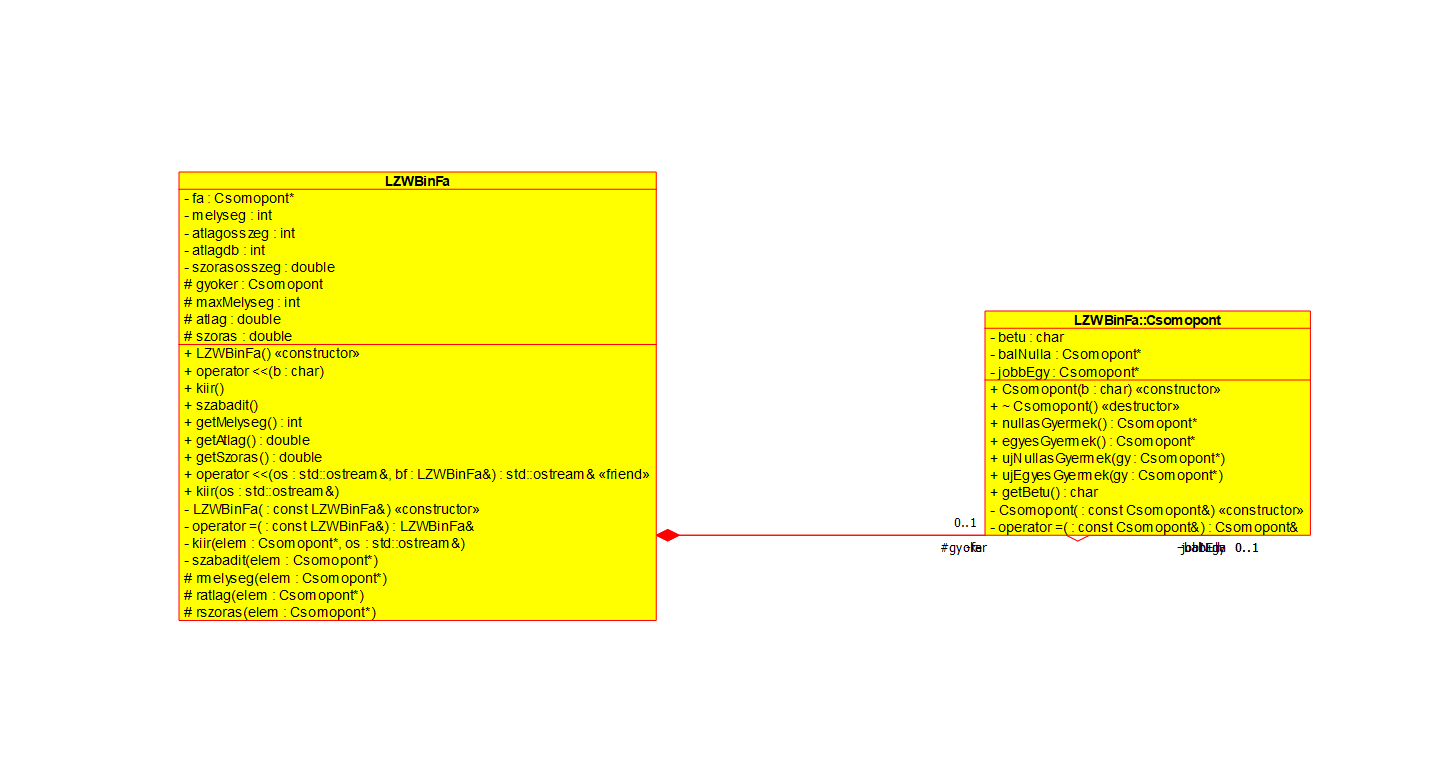 LZWBinFa
- fa : Csomopont*
- melyseg : int
- atlagosszeg : int
- atlagdb : int
- szorasosszeg : double
# gyoker : Csomopont
# maxMelyseg : int
# atlag : double
# szoras : double
+ LZWBinFa() «constructor»
+ operator <<(b : char)
+ kiir()
+ szabadit()
+ getMelyseg() : int
+ getAtlag() : double
+ getSzoras() : double
+ operator <<(os : std::ostream&, bf : LZWBinFa&) : std::ostream& «friend»
+ kiir(os : std::ostream&)
- LZWBinFa( : const LZWBinFa&) «constructor»
- operator =( : const LZWBinFa&) : LZWBinFa&
- kiir(elem : Csomopont*, os : std::ostream&)
- szabadit(elem : Csomopont*)
# rmelyseg(elem : Csomopont*)
# ratlag(elem : Csomopont*)
# rszoras(elem : Csomopont*)
LZWBinFa::Csomopont
- betu : char
- balNulla : Csomopont*
- jobbEgy : Csomopont*
+ Csomopont(b : char) «constructor»
+ ~ Csomopont() «destructor»
+ nullasGyermek() : Csomopont*
+ egyesGyermek() : Csomopont*
+ ujNullasGyermek(gy : Csomopont*)
+ ujEgyesGyermek(gy : Csomopont*)
+ getBetu() : char
- Csomopont( : const Csomopont&) «constructor»
- operator =( : const Csomopont&) : Csomopont&
0..1
#gyoker
0..1